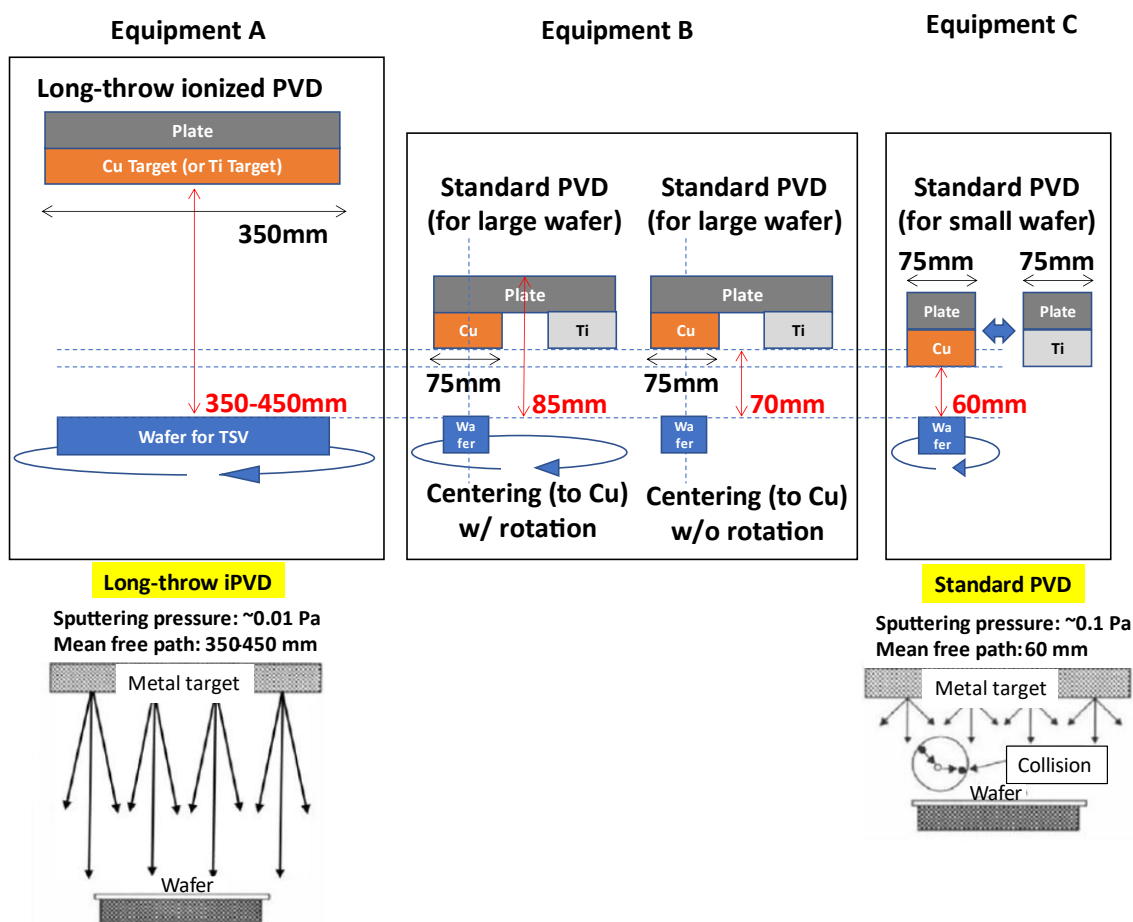 Equipment A
Equipment B
Equipment C
Long-throw ionized PVD
Plate
Cu Target (or Ti Target)
350mm
350-450mm
Wafer for TSV
Standard PVD
(for large wafer)
Plate
Cu
Ti
75mm
85mm
Wa
fer
Centering (to Cu)
w/ rotation
Standard PVD
(for large wafer)
Plate
Cu
Ti
75mm
70mm
Wa
fer
Centering (to Cu)
w/o rotation
Standard PVD
(for small wafer)
75mm
75mm
Plate
Plate
Cu
Ti
60mm
Wa
fer
Long-throw iPVD
Sputtering pressure: ~0.01 Pa
Mean free path: 350-450 mm
Metal target
Wafer
Standard PVD
Sputtering pressure: ~0.1 Pa
Mean free path: 60 mm
Metal target
Collision
Wafer